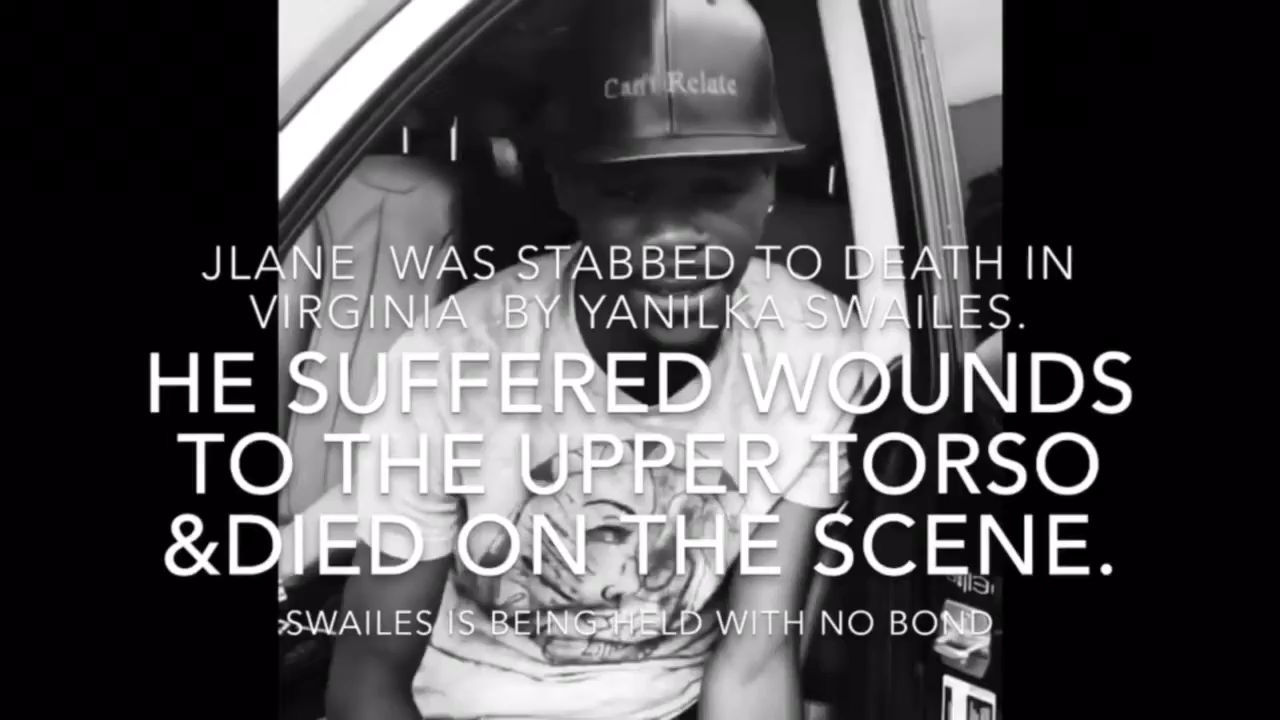 Can't Relate
JLANE WAS STABBED TO DEATH IN
VIRGINIA BY YANILKA SWAILES.
HE SUFFERED WOUNDS
TO THE UPPER TORSO
&DIED ON THE SCENE.
SWAILES IS BEING HELD WITH NO BOND